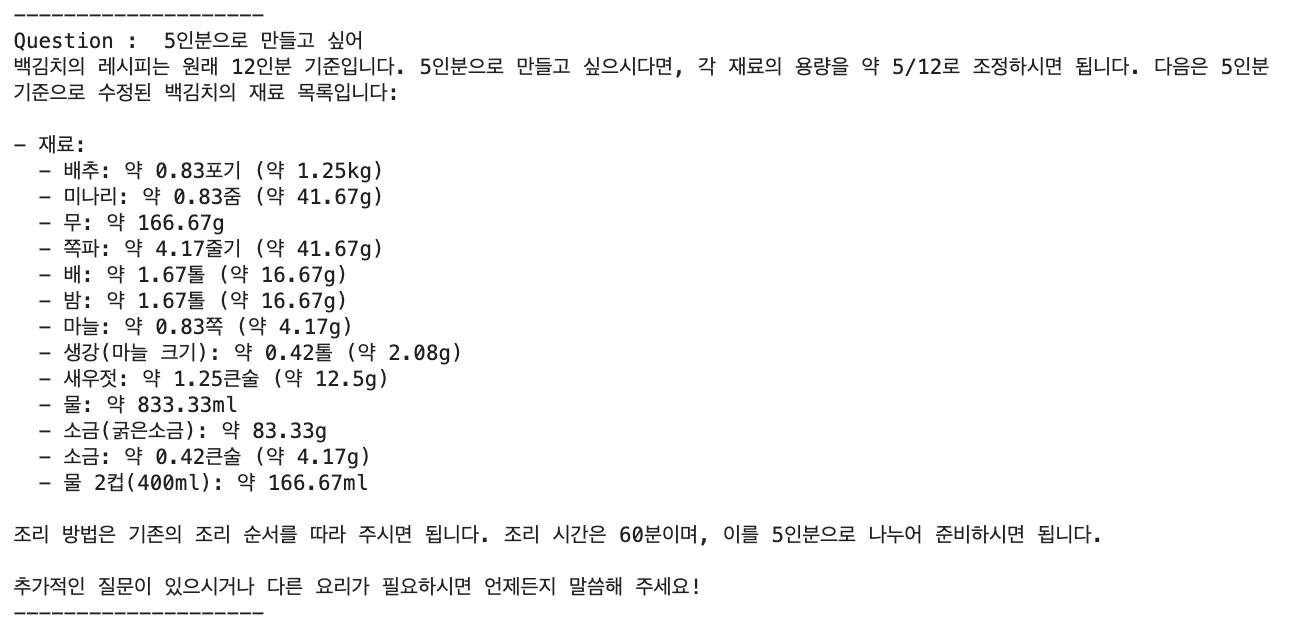 --------------------
Question :  5인분으로 만들고 싶어
백김치의 레시피는 원래 12인분 기준입니다. 5인분으로 만들고 싶으시다면, 각 재료의 용량을 약 5/12로 조정하시면 됩니다. 다음은 5인분
기준으로 수정된 백김치의 재료 목록입니다:

- 재료:
  - 배추: 약 0.83포기 (약 1.25kg)
  - 미나리: 약 0.83줌 (약 41.67g)
  - 무: 약 166.67g
  - 쪽파: 약 4.17줄기 (약 41.67g)
  - 배: 약 1.67톨 (약 16.67g)
  - 밤: 약 1.67톨 (약 16.67g)
  - 마늘: 약 0.83쪽 (약 4.17g)
  - 생강(마늘 크기): 약 0.42톨 (약 2.08g)
  - 새우젓: 약 1.25큰술 (약 12.5g)
  - 물: 약 833.33ml
  - 소금(굵은소금): 약 83.33g
  - 소금: 약 0.42큰술 (약 4.17g)
  - 물 2컵(400ml): 약 166.67ml

조리 방법은 기존의 조리 순서를 따라 주시면 됩니다. 조리 시간은 60분이며, 이를 5인분으로 나누어 준비하시면 됩니다.

추가적인 질문이 있으시거나 다른 요리가 필요하시면 언제든지 말씀해 주세요!
--------------------